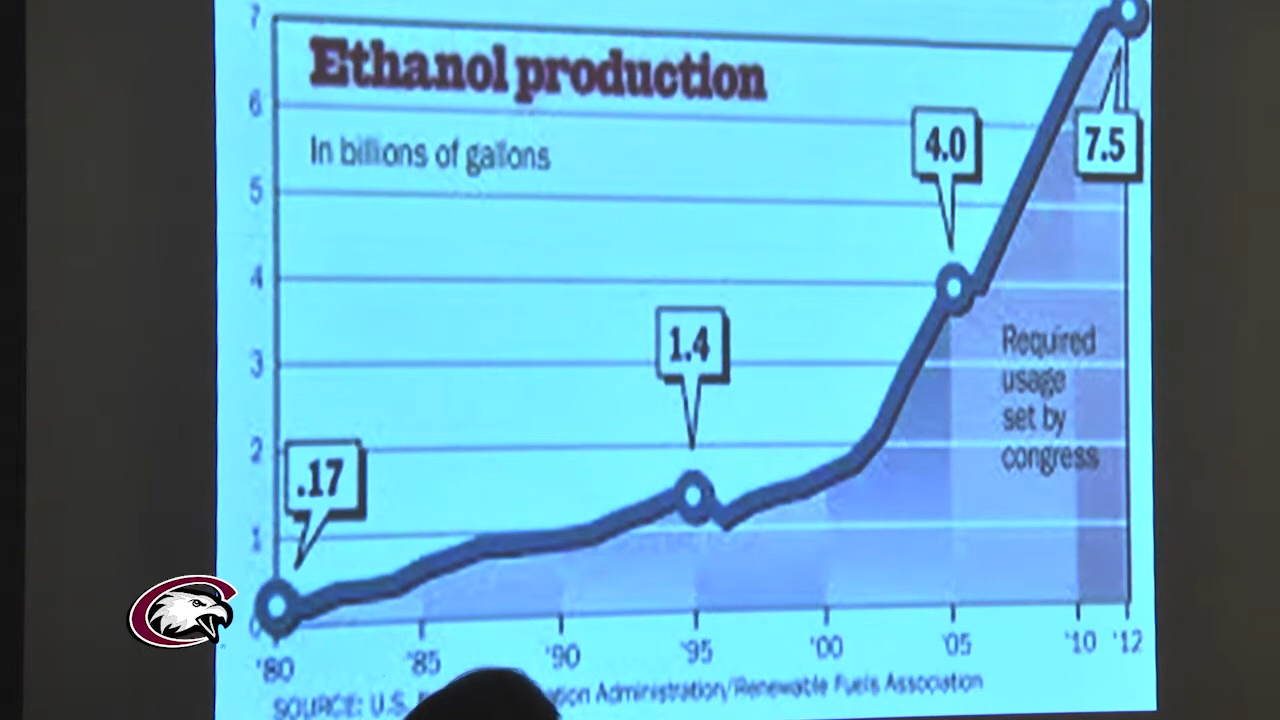 7
Ethanol production
6
In billions of gallons
4.0
7.5
5
4
1.4
Required
usage
set by
congress
3
2
.17
1
'80 '85 '90 '95 '00 '05 '10 '12
SOURCE: U.S. Administration/Renewable Fuels Association